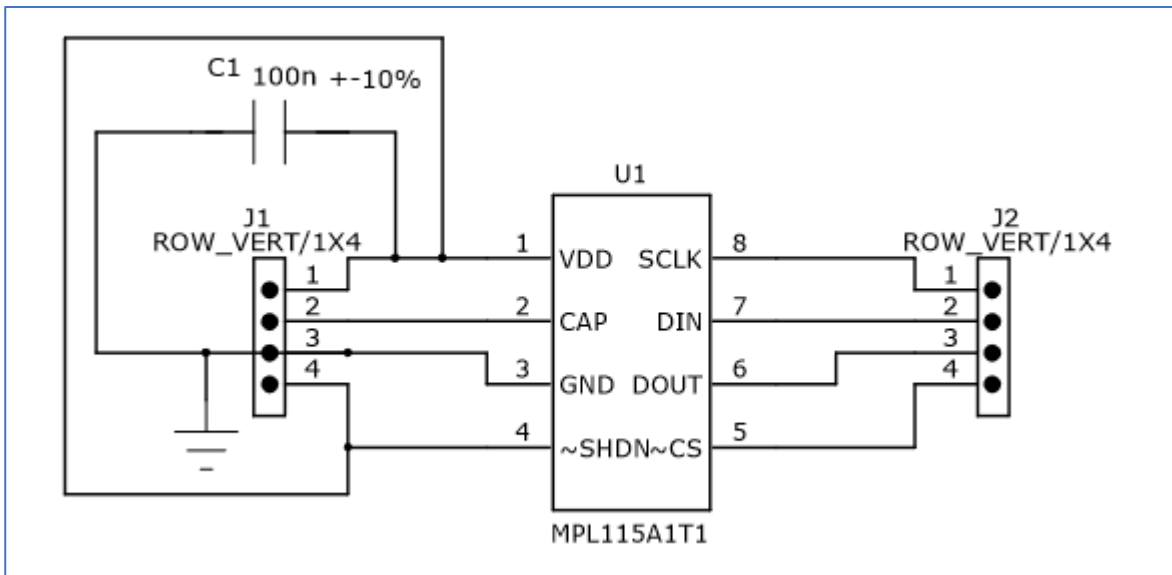 C1 100n +-10%
U1
J1
ROW_VERT/1X4
J2
ROW_VERT/1X4
1 1 VDD SCLK 8 1
2 2 CAP DIN 7 2
3 3 GND DOUT 6 3
4 4 ~SHDN~CS 5 4
MPL115A1T1